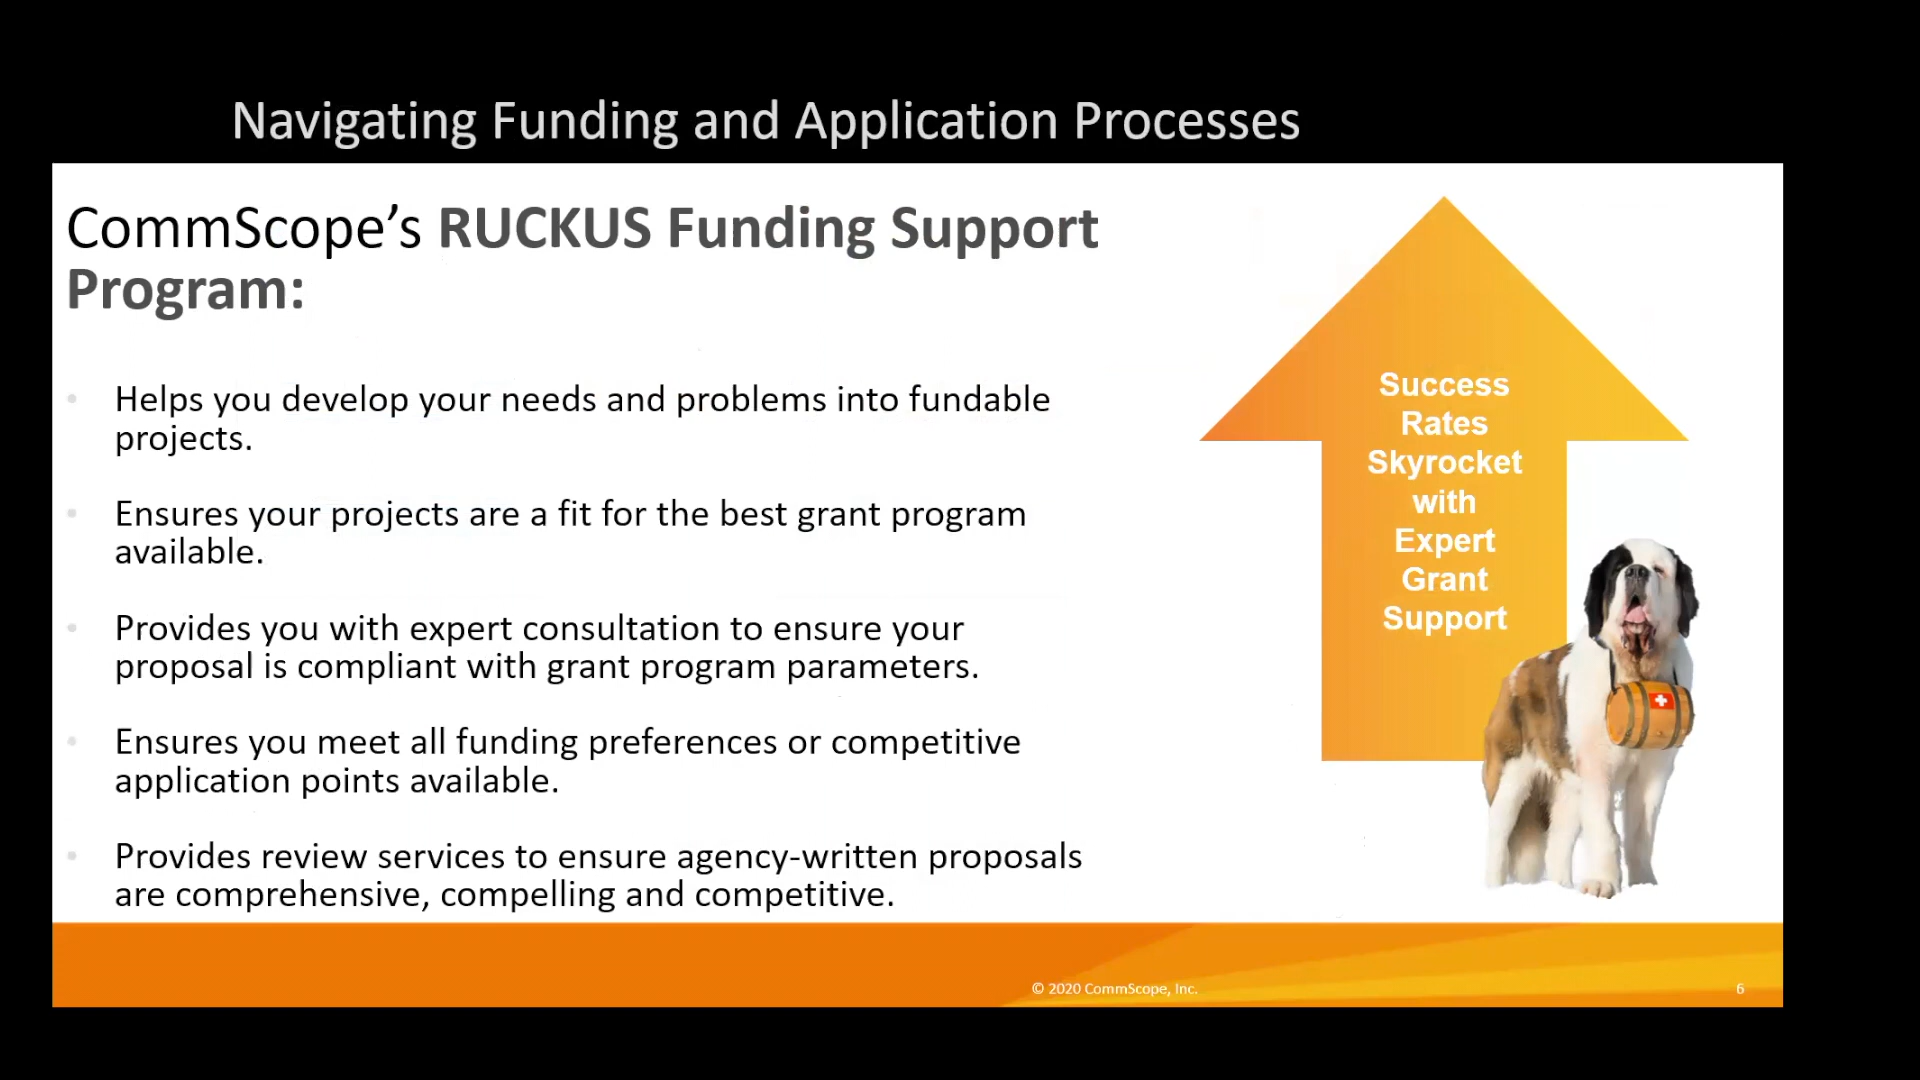 Navigating Funding and Application Processes
CommScope’s RUCKUS Funding Support
Program:
• Helps you develop your needs and problems into fundable
projects.
• Ensures your projects are a fit for the best grant program
available.
• Provides you with expert consultation to ensure your
proposal is compliant with grant program parameters.
• Ensures you meet all funding preferences or competitive
application points available.
• Provides review services to ensure agency-written proposals
are comprehensive, compelling and competitive.
Success
Rates
Skyrocket
with
Expert
Grant
Support
© 2020 CommScope, Inc.
6